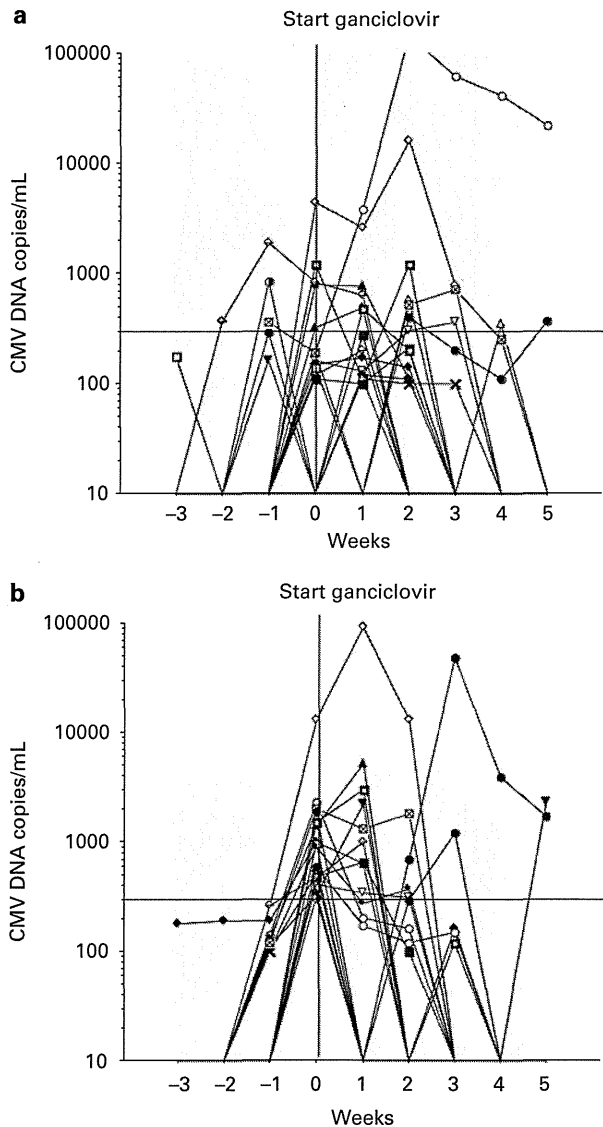 a
Start ganciclovir
100000
10000
1000
100
10
CMV DNA copies/mL
–3 –2 –1 0 1 2 3 4 5
Weeks
b
Start ganciclovir
100000
10000
1000
100
10
CMV DNA copies/mL
–3 –2 –1 0 1 2 3 4 5
Weeks